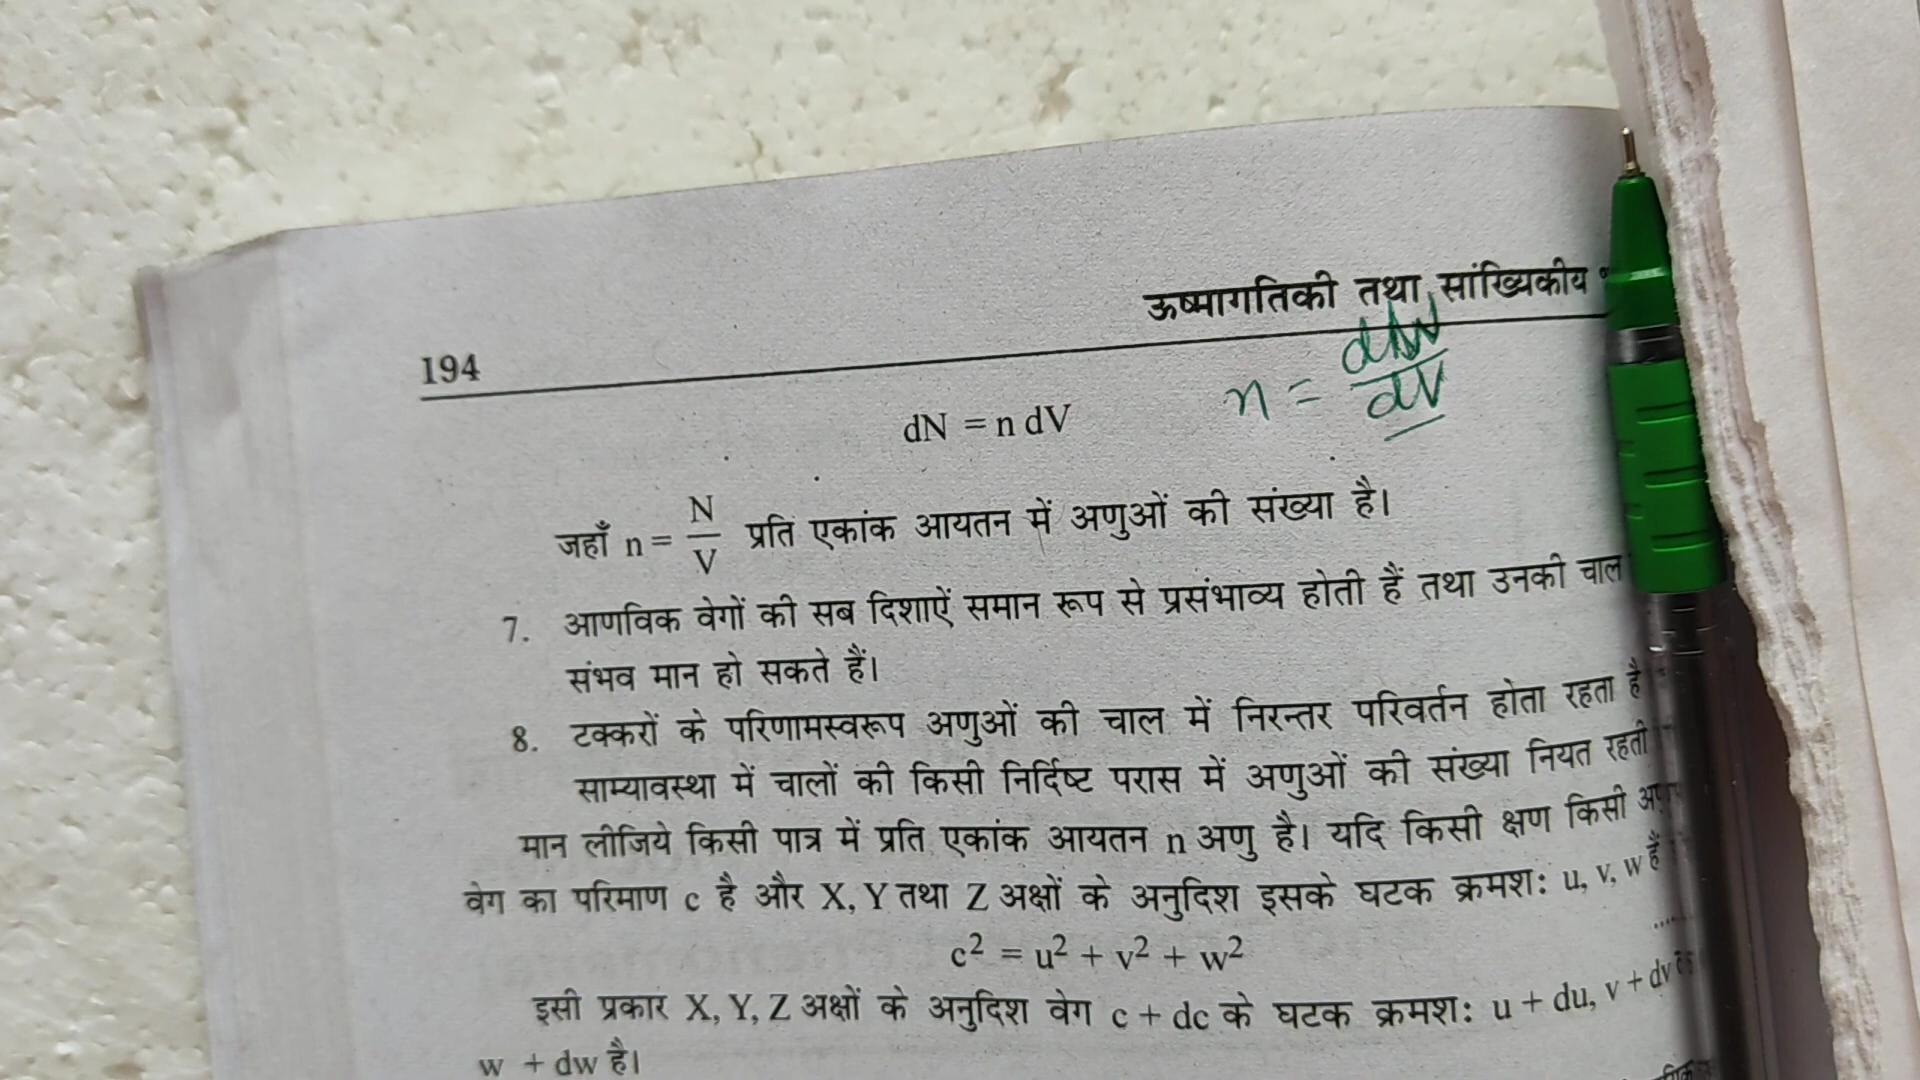 ऊष्मागतिकी तथा सांख्यिकीय
194
dN = n dV
n = dN/dV
जहाँ n = N/V प्रति एकांक आयतन में अणुओं की संख्या है।
7. आणविक वेगों की सब दिशाऐं समान रूप से प्रसंभाव्य होती हैं तथा उनकी चाल
संभव मान हो सकते हैं।
8. टक्करों के परिणामस्वरूप अणुओं की चाल में निरन्तर परिवर्तन होता रहता है
साम्यावस्था में चालों की किसी निर्दिष्ट परास में अणुओं की संख्या नियत रहती
मान लीजिये किसी पात्र में प्रति एकांक आयतन n अणु है। यदि किसी क्षण किसी
वेग का परिमाण c है और X, Y तथा Z अक्षों के अनुदिश इसके घटक क्रमश: u, v, w हैं
c² = u² + v² + w²
इसी प्रकार X, Y, Z अक्षों के अनुदिश वेग c + dc के घटक क्रमश: u + du, v + dv
w + dw है।